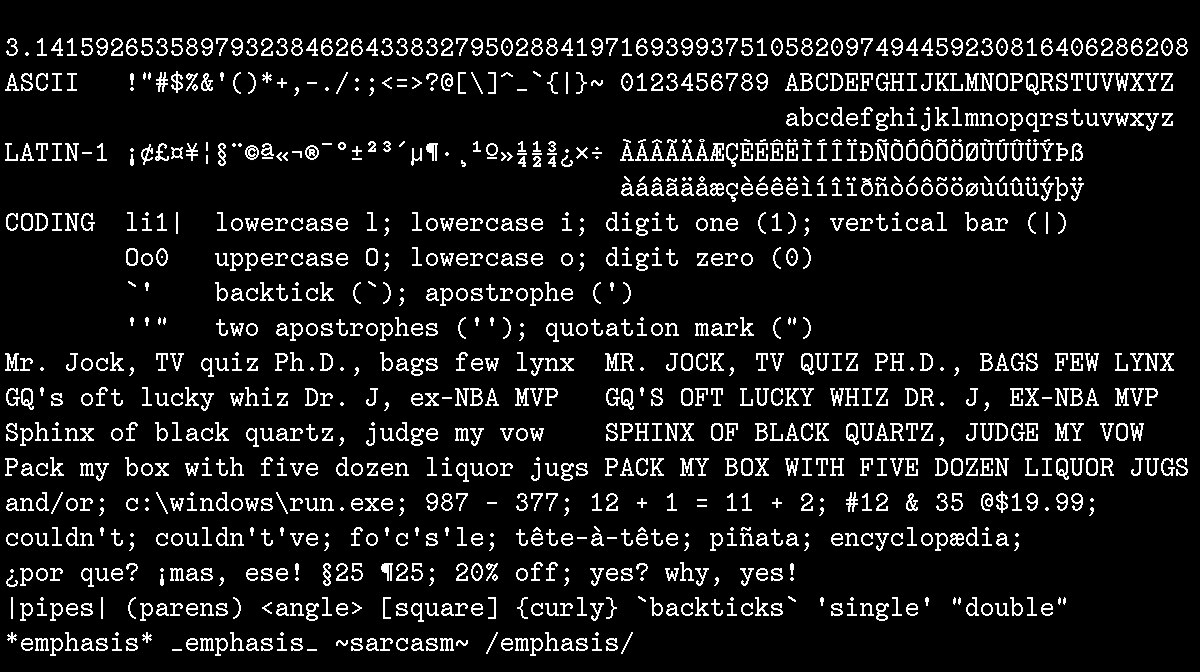 3.14159265358979323846264338327950288419716939937510582097494459230816406286208
ASCII   !"#$%&'()*+,-./:;<=>?@[\]^_`{|}~ 0123456789 ABCDEFGHIJKLMNOPQRSTUVWXYZ
                                                    abcdefghijklmnopqrstuvwxyz
LATIN-1 ¡¢£¤¥¦§¨©ª«¬®¯°±²³´µ¶·¸¹º»¼½¾¿×÷ ÀÁÂÃÄÅÆÇÈÉÊËÌÍÎÏÐÑÒÓÔÕÖØÙÚÛÜÝÞß
                                         àáâãäåæçèéêëìíîïðñòóôõöøùúûüýþÿ
CODING  li1|  lowercase l; lowercase i; digit one (1); vertical bar (|)
        Oo0   uppercase O; lowercase o; digit zero (0)
        `'    backtick (`); apostrophe (')
        ''"   two apostrophes (''); quotation mark (")
Mr. Jock, TV quiz Ph.D., bags few lynx  MR. JOCK, TV QUIZ PH.D., BAGS FEW LYNX
GQ's oft lucky whiz Dr. J, ex-NBA MVP   GQ'S OFT LUCKY WHIZ DR. J, EX-NBA MVP
Sphinx of black quartz, judge my vow    SPHINX OF BLACK QUARTZ, JUDGE MY VOW
Pack my box with five dozen liquor jugs PACK MY BOX WITH FIVE DOZEN LIQUOR JUGS
and/or; c:\windows\run.exe; 987 - 377; 12 + 1 = 11 + 2; #12 & 35 @$19.99;
couldn't; couldn't've; fo'c's'le; tête-à-tête; piñata; encyclopædia;
¿por que? ¡mas, ese! §25 ¶25; 20% off; yes? why, yes!
|pipes| (parens) <angle> [square] {curly} `backticks` 'single' "double"
*emphasis* _emphasis_ ~sarcasm~ /emphasis/